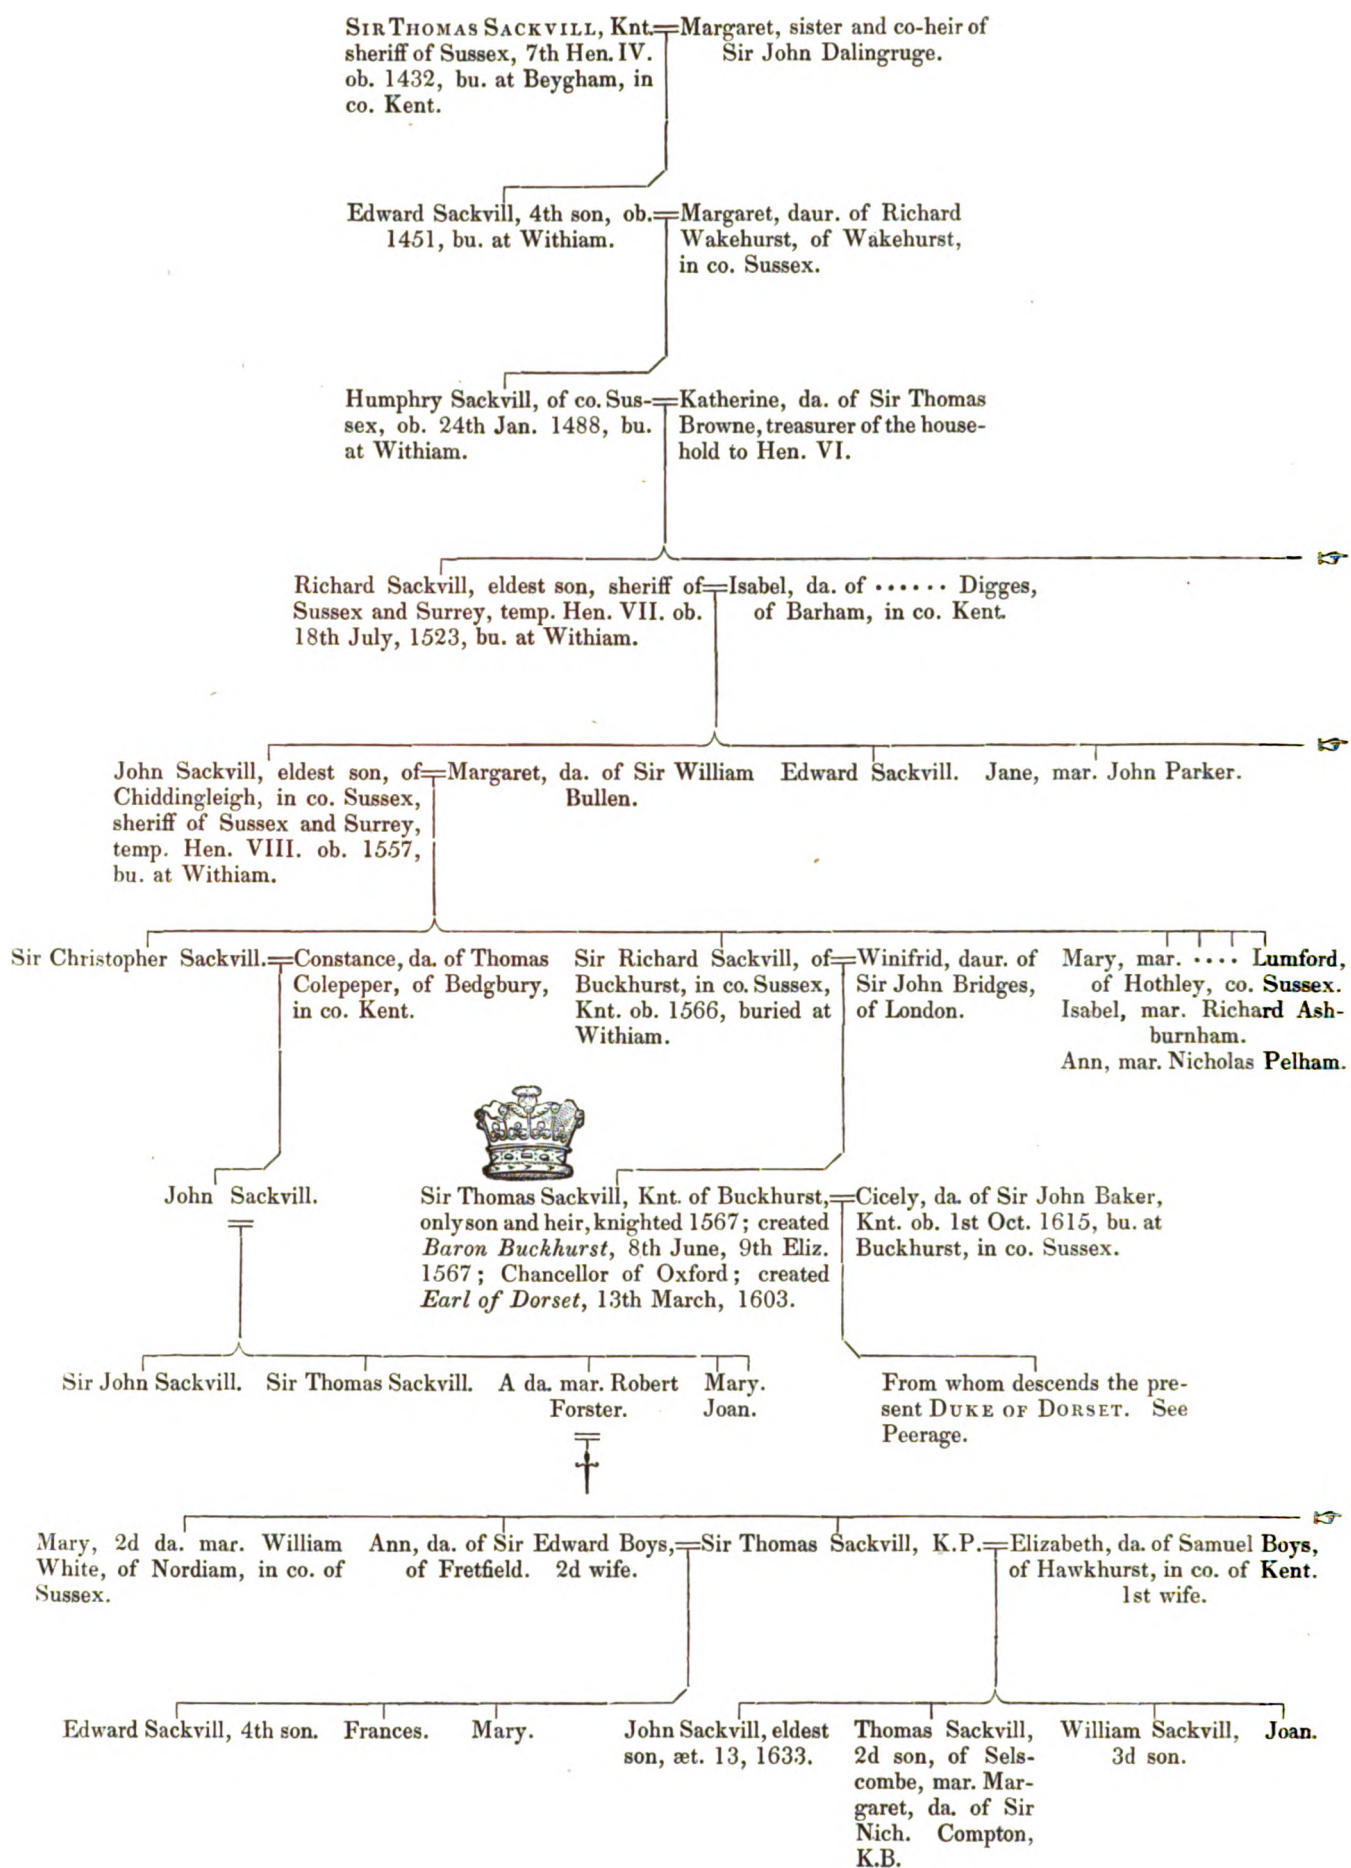 SIR THOMAS SACKVILL, Knt. = Margaret, sister and co-heir of
sheriff of Sussex, 7th Hen. IV. Sir John Dalingruge.
ob. 1432, bu. at Beygham, in
co. Kent.
Edward Sackvill, 4th son, ob. = Margaret, daur. of Richard
1451, bu. at Withiam. Wakehurst, of Wakehurst,
in co. Sussex.
Humphry Sackvill, of co. Sus- = Katherine, da. of Sir Thomas
sex, ob. 24th Jan. 1488, bu. Browne, treasurer of the house-
at Withiam. hold to Hen. VI.
Richard Sackvill, eldest son, sheriff of = Isabel, da. of ······ Digges,
Sussex and Surrey, temp. Hen. VII. ob. of Barham, in co. Kent.
18th July, 1523, bu. at Withiam.
John Sackvill, eldest son, of = Margaret, da. of Sir William
Chiddingleigh, in co. Sussex, Bullen.
sheriff of Sussex and Surrey,
temp. Hen. VIII. ob. 1557,
bu. at Withiam.
Edward Sackvill.
Jane, mar. John Parker.
Sir Christopher Sackvill. = Constance, da. of Thomas
Colepeper, of Bedgbury,
in co. Kent.
Sir Richard Sackvill, of = Winifrid, daur. of
Buckhurst, in co. Sussex, Sir John Bridges,
Knt. ob. 1566, buried at of London.
Withiam.
Mary, mar. ···· Lumford,
of Hothley, co. Sussex.
Isabel, mar. Richard Ash-
burnham.
Ann, mar. Nicholas Pelham.
John Sackvill.
Sir Thomas Sackvill, Knt. of Buckhurst, = Cicely, da. of Sir John Baker,
only son and heir, knighted 1567; created Knt. ob. 1st Oct. 1615, bu. at
Baron Buckhurst, 8th June, 9th Eliz. Buckhurst, in co. Sussex.
1567; Chancellor of Oxford; created
Earl of Dorset, 13th March, 1603.
Sir John Sackvill.
Sir Thomas Sackvill.
A da. mar. Robert
Forster.
Mary.
Joan.
From whom descends the pre-
sent DUKE OF DORSET. See
Peerage.
Mary, 2d da. mar. William
White, of Nordiam, in co. of
Sussex.
Ann, da. of Sir Edward Boys, = Sir Thomas Sackvill, K.P. = Elizabeth, da. of Samuel Boys,
of Fretfield. 2d wife. of Hawkhurst, in co. of Kent.
1st wife.
Edward Sackvill, 4th son.
Frances.
Mary.
John Sackvill, eldest
son, æt. 13, 1633.
Thomas Sackvill,
2d son, of Sels-
combe, mar. Mar-
garet, da. of Sir
Nich. Compton,
K.B.
William Sackvill,
3d son.
Joan.